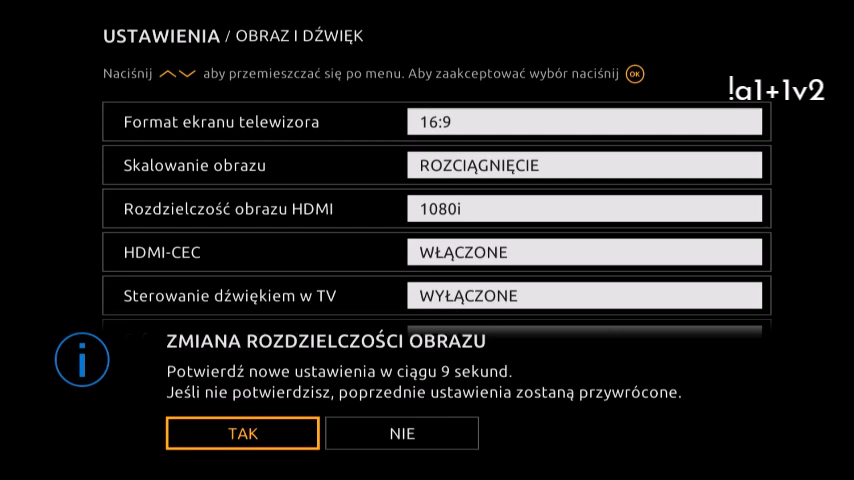 USTAWIENIA / OBRAZ I DŹWIĘK
Naciśnij aby przemieszczać się po menu. Aby zaakceptować wybór naciśnij OK
!a1+1v2
Format ekranu telewizora 16:9
Skalowanie obrazu ROZCIĄGNIĘCIE
Rozdzielczość obrazu HDMI 1080i
HDMI-CEC WŁĄCZONE
Sterowanie dźwiękiem w TV WYŁĄCZONE
ZMIANA ROZDZIELCZOŚCI OBRAZU
Potwierdź nowe ustawienia w ciągu 9 sekund.
Jeśli nie potwierdzisz, poprzednie ustawienia zostaną przywrócone.
TAK NIE